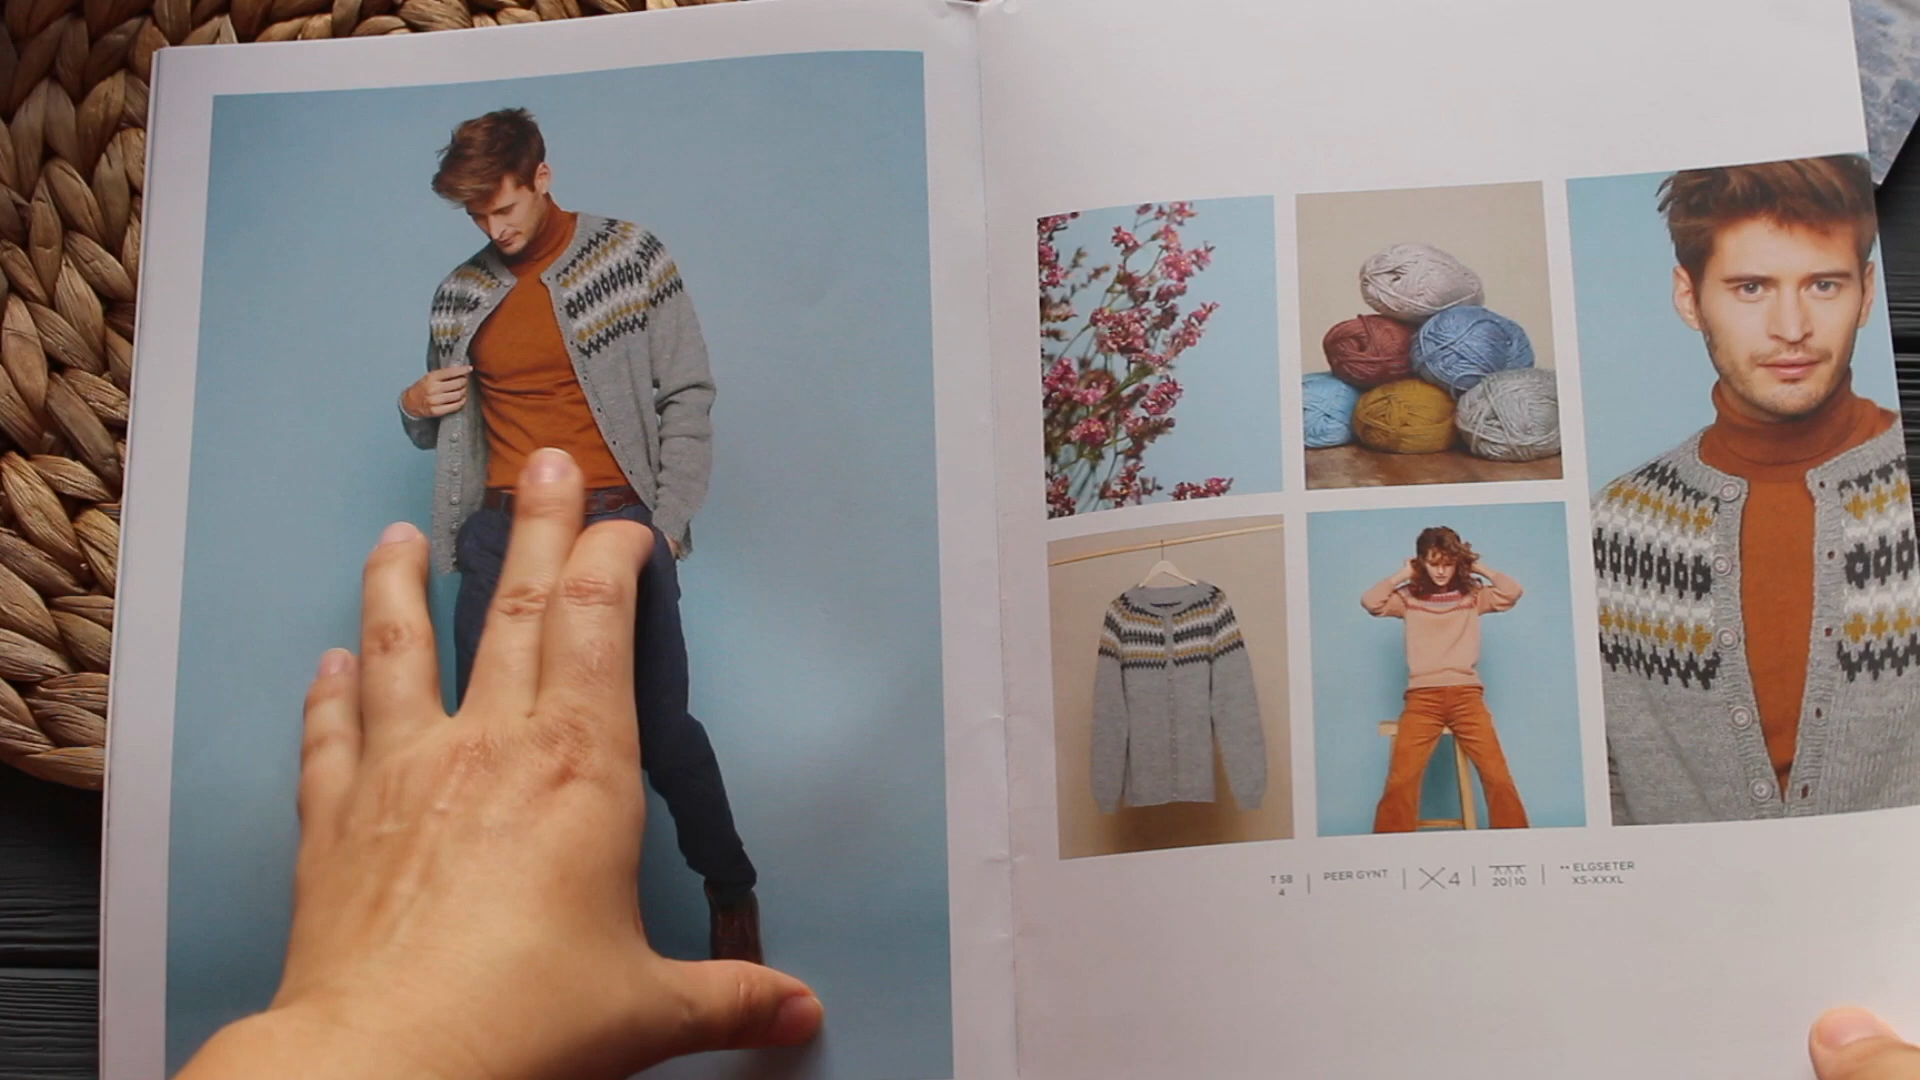 T 58
4
PEER GYNT
4
20|10
** ELGSETER
XS-XXXL